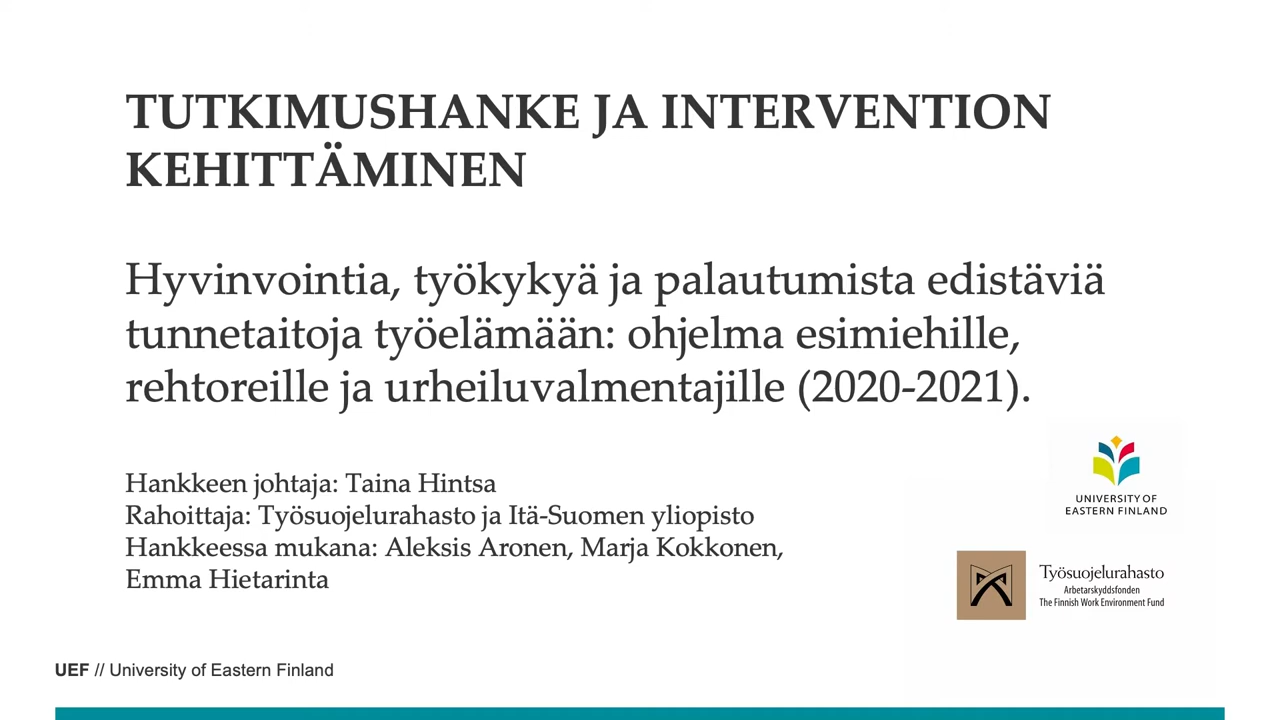 TUTKIMUSHANKE JA INTERVENTION
KEHITTÄMINEN
Hyvinvointia, työkykyä ja palautumista edistäviä
tunnetaitoja työelämään: ohjelma esimiehille,
rehtoreille ja urheiluvalmentajille (2020-2021).
Hankkeen johtaja: Taina Hintsa
Rahoittaja: Työsuojelurahasto ja Itä-Suomen yliopisto
Hankkeessa mukana: Aleksis Aronen, Marja Kokkonen,
Emma Hietarinta
UNIVERSITY OF
EASTERN FINLAND
Työsuojelurahasto
Arbetarskyddsfonden
The Finnish Work Environment Fund
UEF // University of Eastern Finland